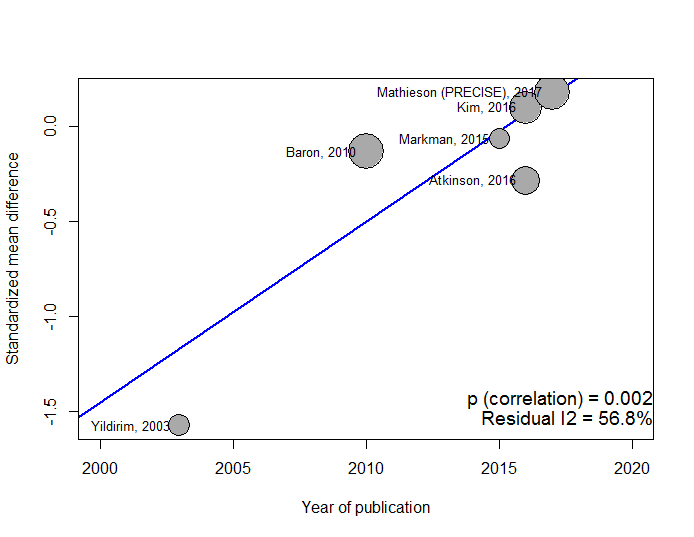 Mathieson (PRECISE), 2017
Kim, 2016
Markman, 2015
Baron, 2010
Atkinson, 2016
Yildirim, 2003
p (correlation) = 0.002
Residual I2 = 56.8%
Standardized mean difference
0.0
-0.5
-1.0
-1.5
2000 2005 2010 2015 2020
Year of publication